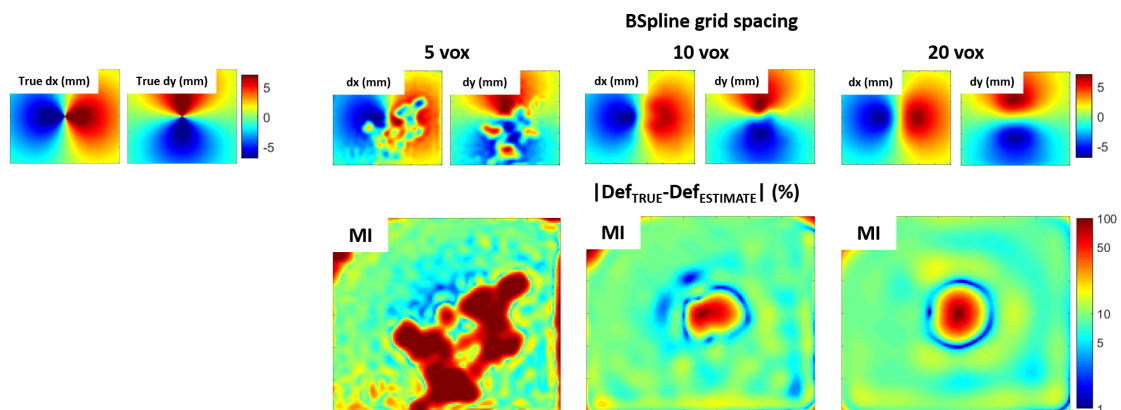 BSpline grid spacing
5 vox 10 vox 20 vox
True dx (mm) True dy (mm) dx (mm) dy (mm) dx (mm) dy (mm) dx (mm) dy (mm)
5 5
0 0
-5 -5
|DefTRUE-DefESTIMATE| (%)
MI MI MI 100
50
10
5
1